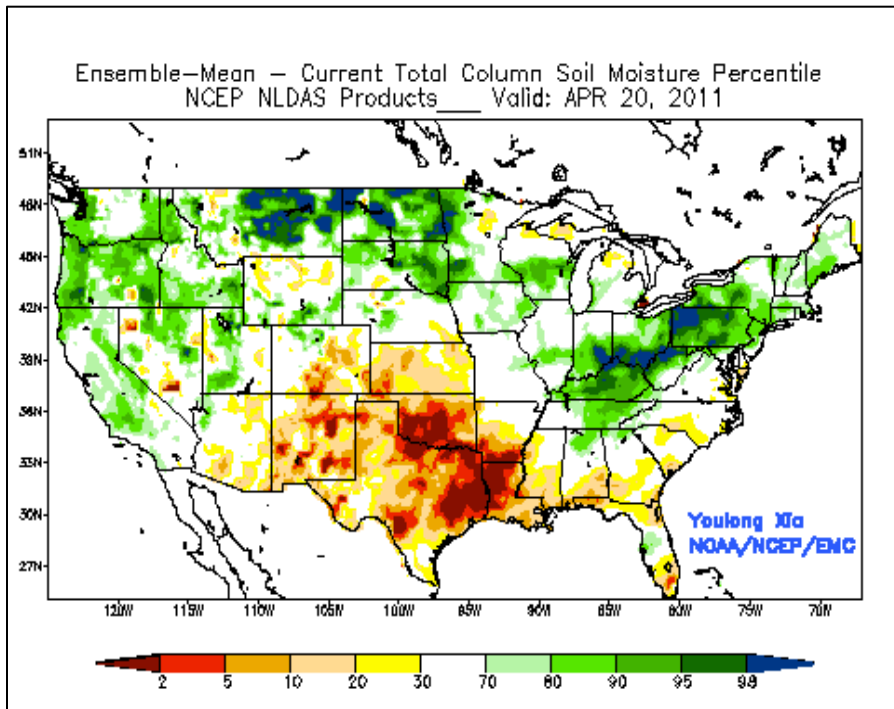 Ensemble-Mean - Current Total Column Soil Moisture Percentile
NCEP NLDAS Products___ Valid: APR 20, 2011
51N
48N
45N
42N
39N
36N
33N
30N
27N
Youlong Xia
NOAA/NCEP/EMC
120W 115W 110W 105W 100W 95W 90W 85W 80W 75W 70W
2 5 10 20 30 70 80 90 95 98